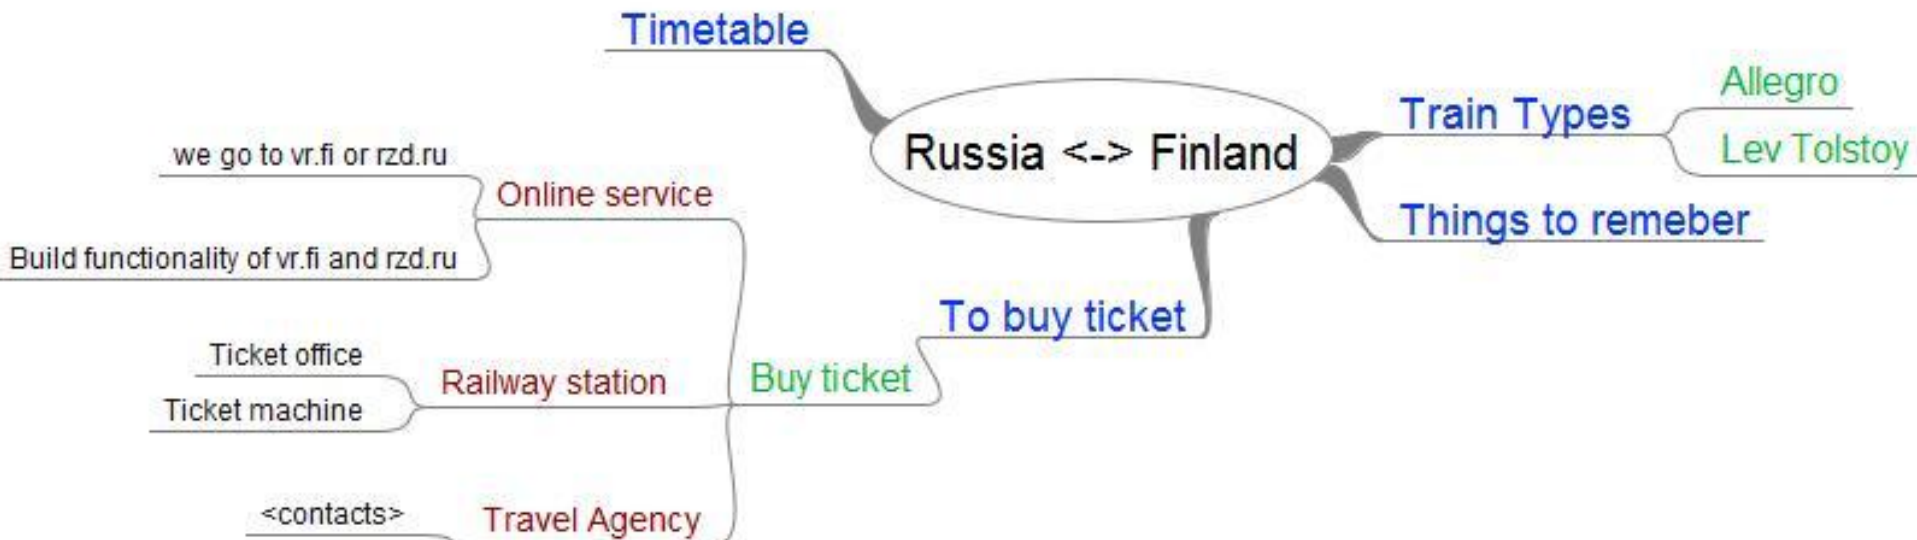 Timetable
Russia <-> Finland
Train Types
Allegro
Lev Tolstoy
Things to remeber
To buy ticket
Buy ticket
Online service
we go to vr.fi or rzd.ru
Build functionality of vr.fi and rzd.ru
Railway station
Ticket office
Ticket machine
Travel Agency
<contacts>